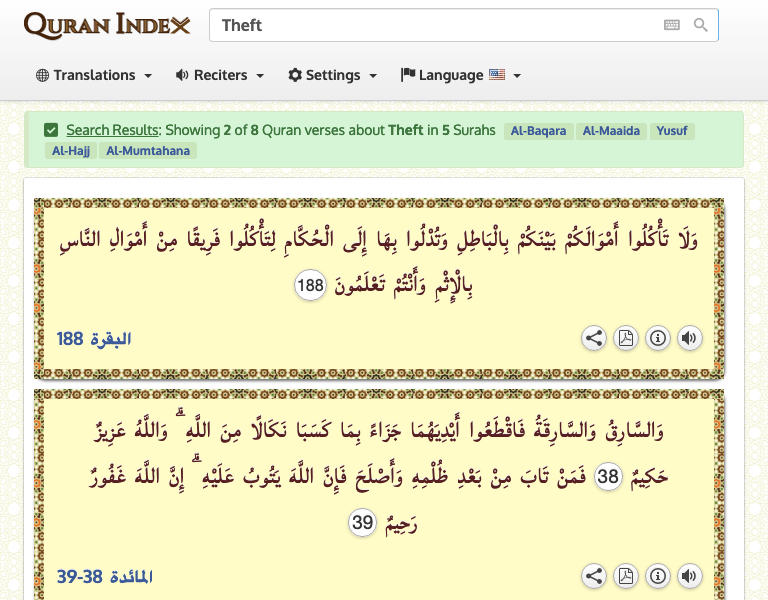 QURAN INDEX
Theft
Translations Reciters Settings Language
Search Results: Showing 2 of 8 Quran verses about Theft in 5 Surahs Al-Baqara Al-Maaida Yusuf
Al-Hajj Al-Mumtahana
وَلَا تَأْكُلُوا أَمْوَالَكُمْ بَيْنَكُمْ بِالْبَاطِلِ وَتُدْلُوا بِهَا إِلَى الْحُكَّامِ لِتَأْكُلُوا فَرِيقًا مِنْ أَمْوَالِ النَّاسِ
بِالْإِثْمِ وَأَنْتُمْ تَعْلَمُونَ 188
البقرة 188
وَالسَّارِقُ وَالسَّارِقَةُ فَاقْطَعُوا أَيْدِيَهُمَا جَزَاءً بِمَا كَسَبَا نَكَالًا مِنَ اللَّهِ ۗ وَاللَّهُ عَزِيزٌ
حَكِيمٌ 38 فَمَنْ تَابَ مِنْ بَعْدِ ظُلْمِهِ وَأَصْلَحَ فَإِنَّ اللَّهَ يَتُوبُ عَلَيْهِ ۗ إِنَّ اللَّهَ غَفُورٌ
رَحِيمٌ 39
المائدة 38-39